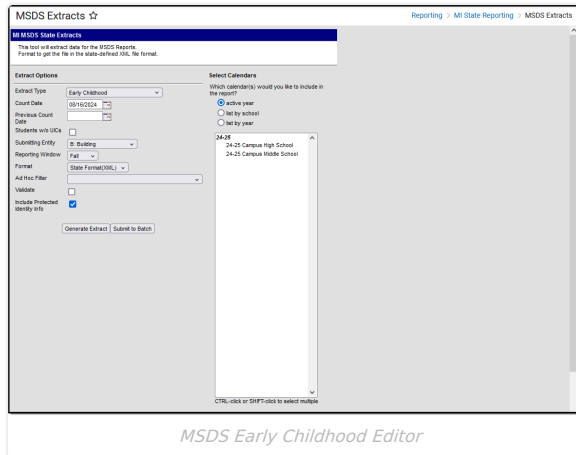 MSDS Extracts ☆
Reporting > MI State Reporting > MSDS Extracts
MI MSDS State Extracts
This tool will extract data for the MSDS Reports.
Format to get the file in the state-defined XML file format.
Extract Options
Extract Type
Early Childhood
Count Date
08/16/2024
Previous Count
Date
Students w/o UICs
Submitting Entity
B: Building
Reporting Window
Fall
Format
State Format(XML)
Ad Hoc Filter
Validate
Include Protected
Identity Info
Generate Extract
Submit to Batch
Select Calendars
Which calendar(s) would you like to include in
the report?
active year
list by school
list by year
24-25
24-25 Campus High School
24-25 Campus Middle School
CTRL-click or SHIFT-click to select multiple
MSDS Early Childhood Editor